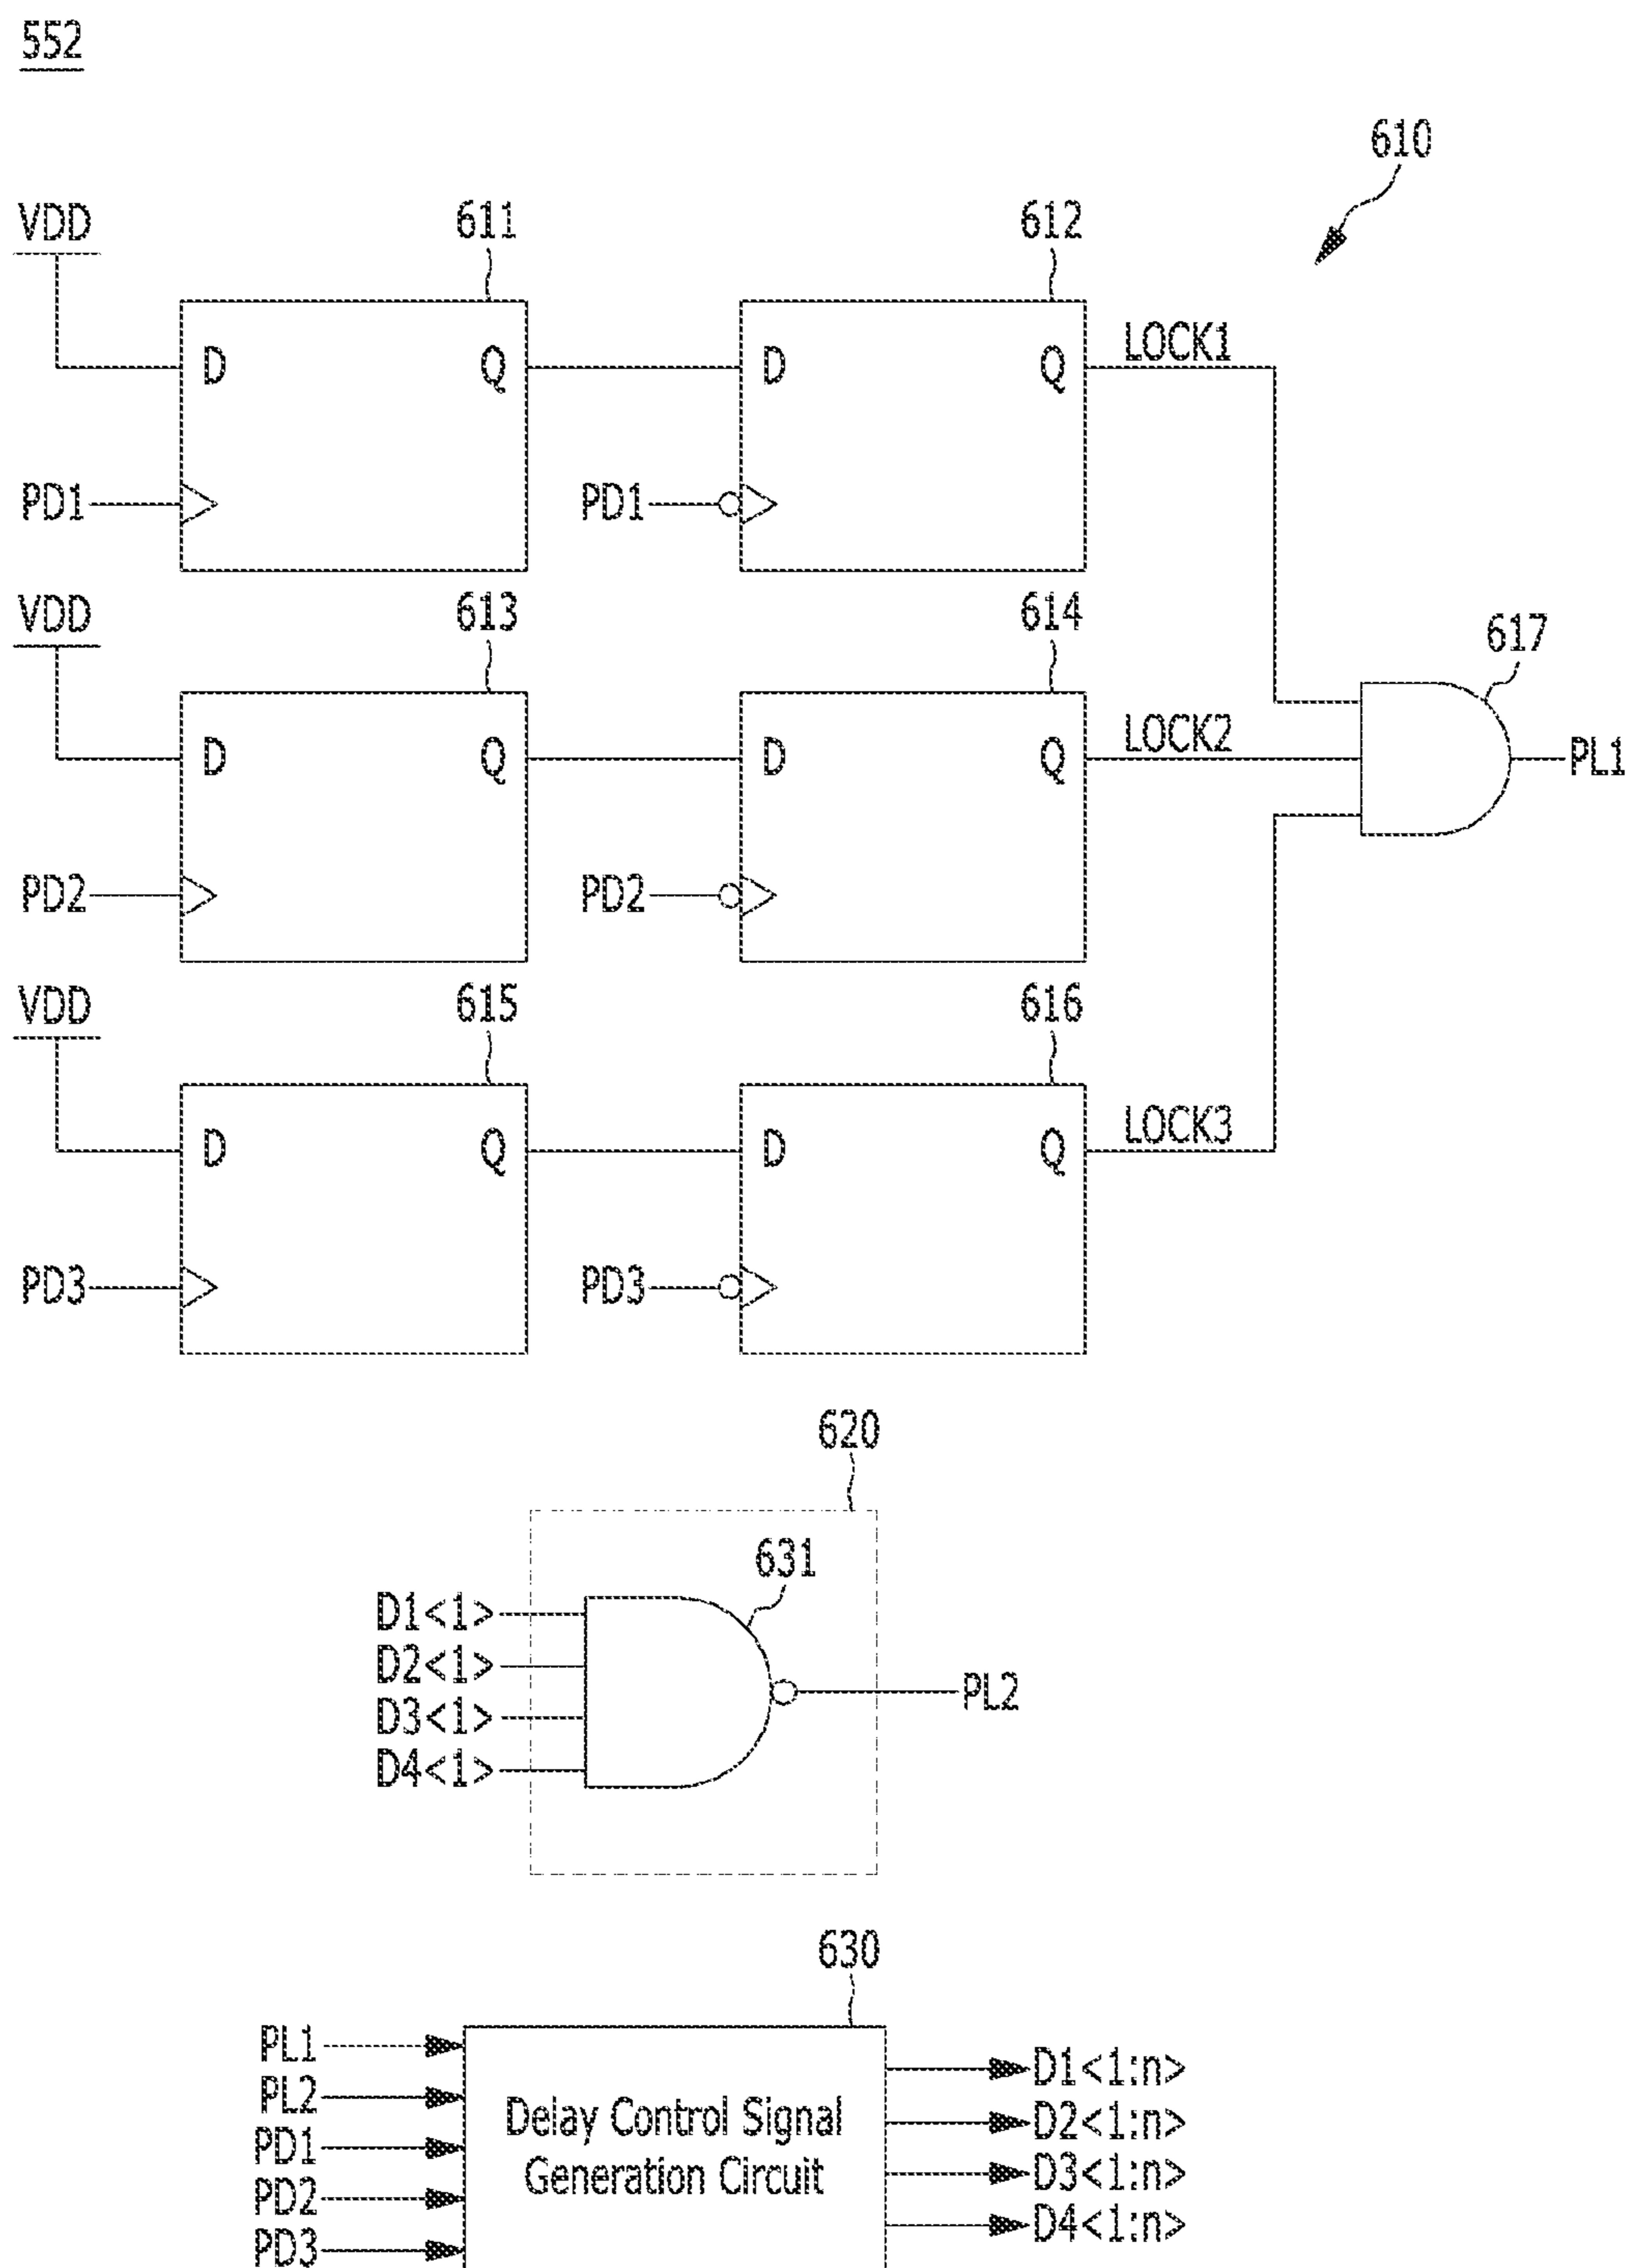 552
610
VDD
611
612
D
Q
D
Q
LOCK1
PD1
PD1
VDD
613
614
617
D
Q
D
Q
LOCK2
PL1
PD2
PD2
VDD
615
616
D
Q
D
Q
LOCK3
PD3
PD3
620
631
D1<1>
D2<1>
D3<1>
D4<1>
PL2
630
PL1
PL2
PD1
PD2
PD3
Delay Control Signal
Generation Circuit
D1<1:n>
D2<1:n>
D3<1:n>
D4<1:n>